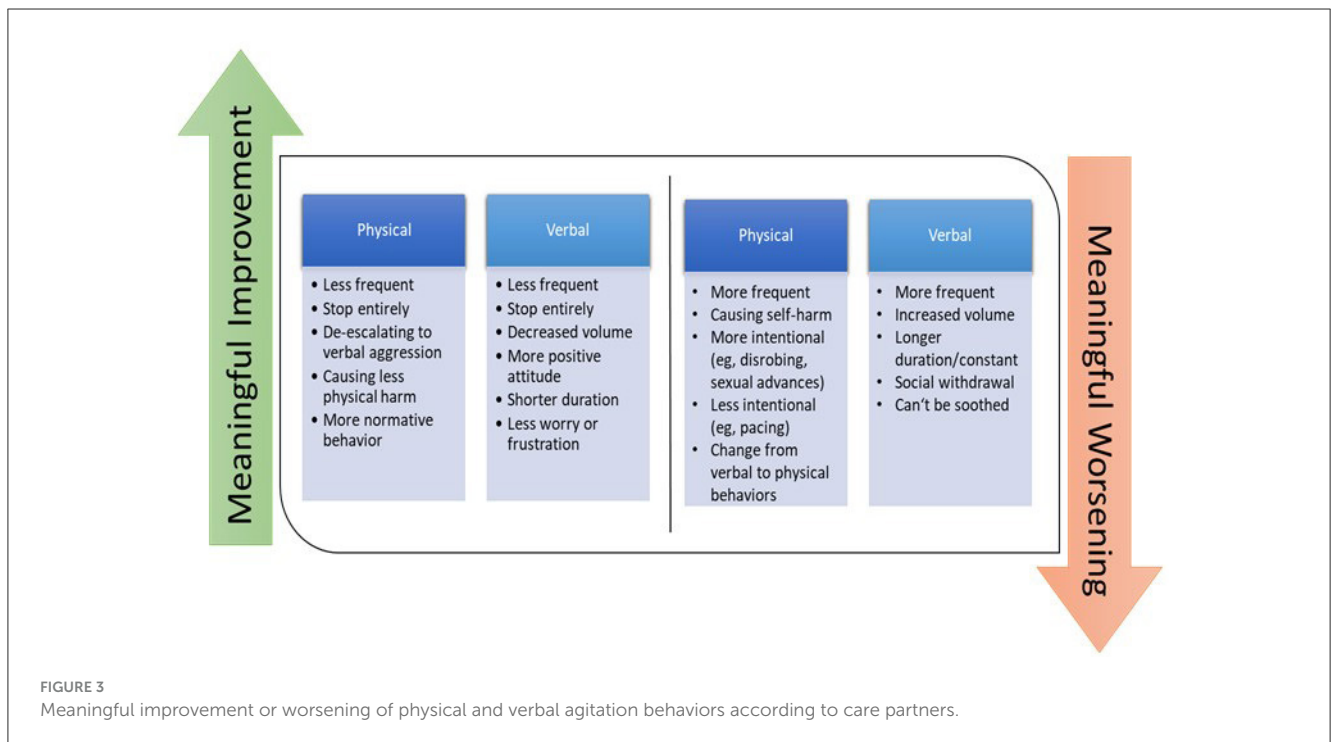 Meaningful Improvement
Physical
• Less frequent
• Stop entirely
• De-escalating to
verbal aggression
• Causing less
physical harm
• More normative
behavior
Verbal
• Less frequent
• Stop entirely
• Decreased volume
• More positive
attitude
• Shorter duration
• Less worry or
frustration
Physical
• More frequent
• Causing self-harm
• More intentional
(eg, disrobing,
sexual advances)
• Less intentional
(eg, pacing)
• Change from
verbal to physical
behaviors
Verbal
• More frequent
• Increased volume
• Longer
duration/constant
• Social withdrawal
• Can't be soothed
Meaningful Worsening
FIGURE 3
Meaningful improvement or worsening of physical and verbal agitation behaviors according to care partners.